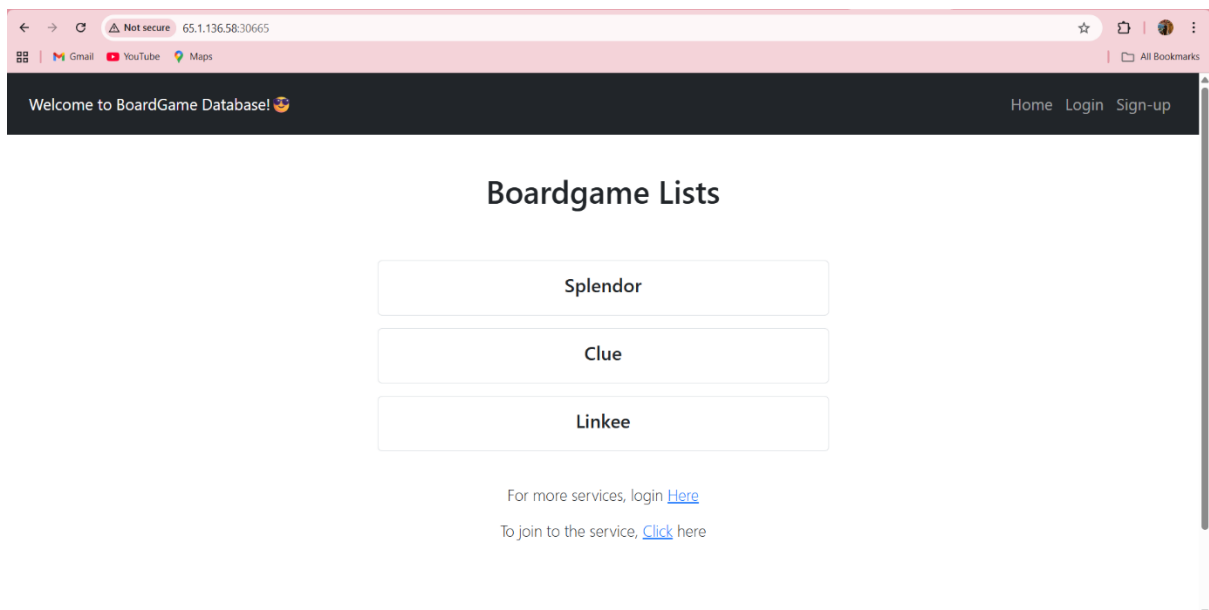 Not secure 65.1.136.58:30665
Gmail YouTube Maps All Bookmarks
Welcome to BoardGame Database! Home Login Sign-up
Boardgame Lists
Splendor
Clue
Linkee
For more services, login Here
To join to the service, Click here